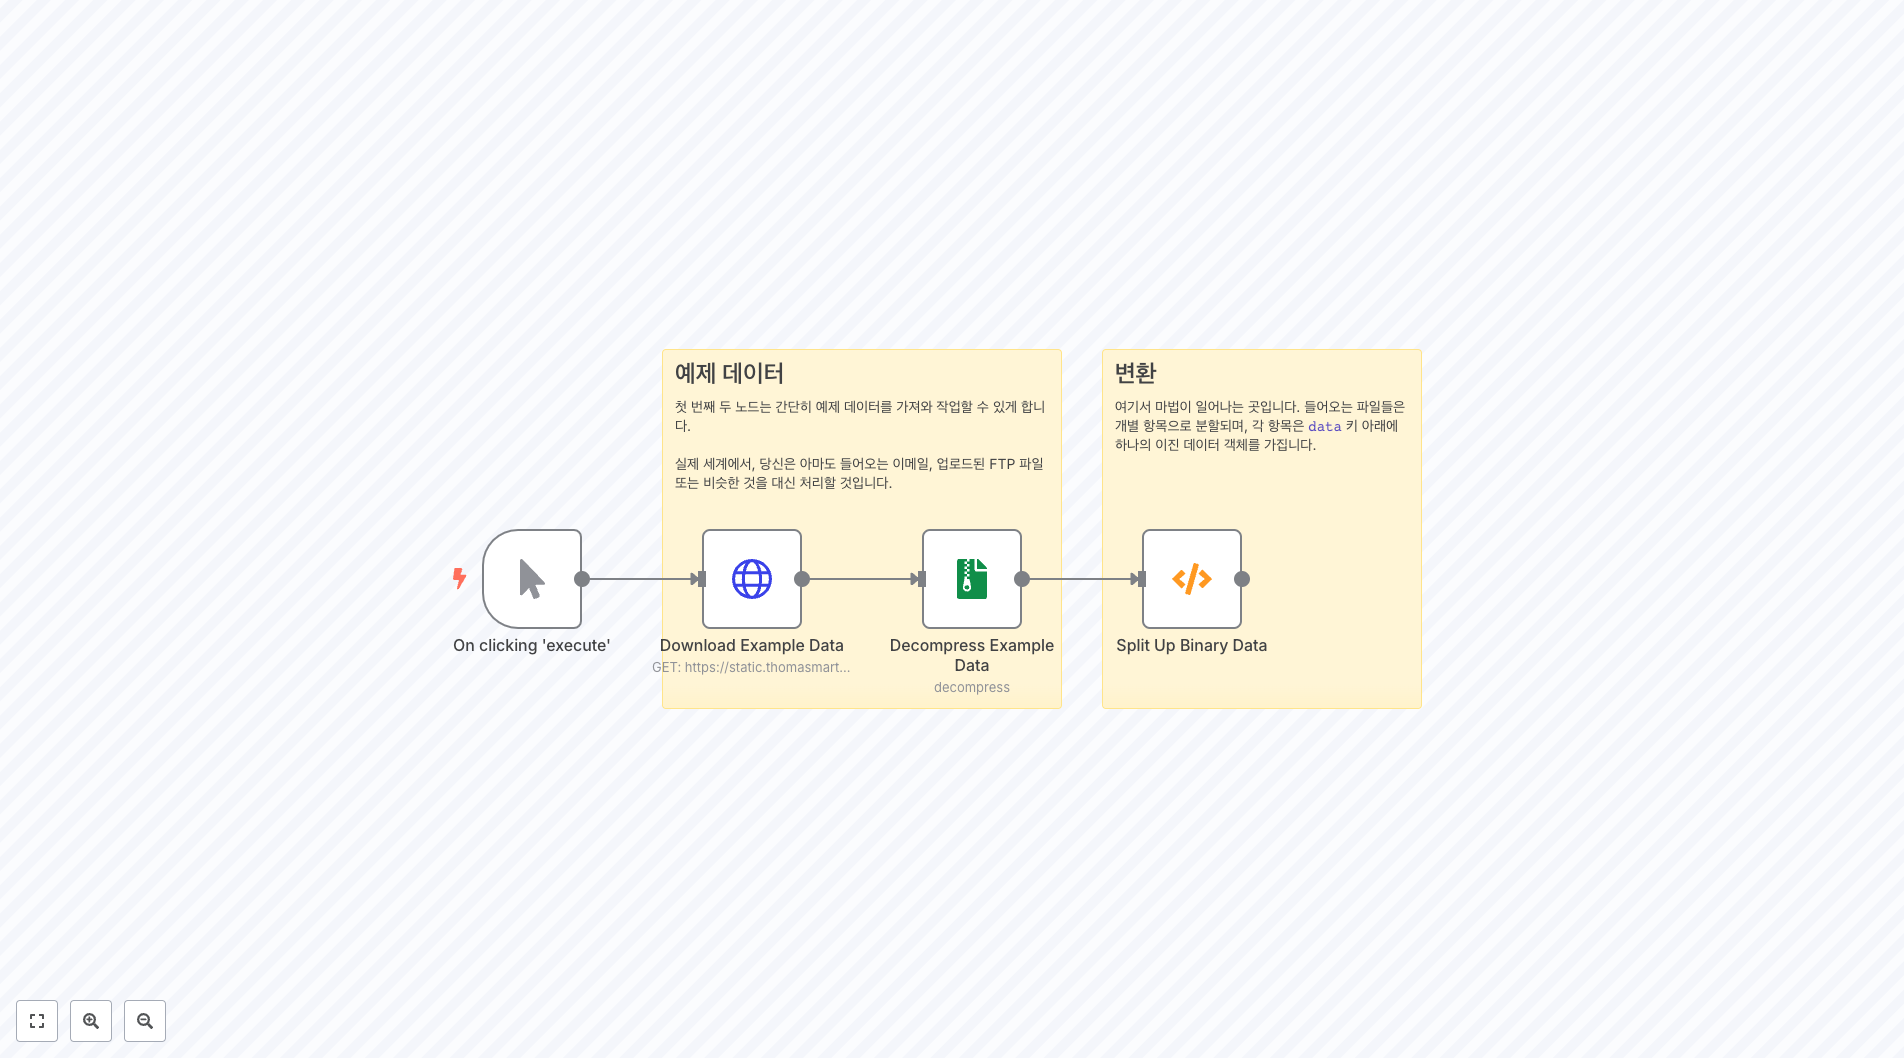 예제 데이터
첫 번째 두 노드는 간단히 예제 데이터를 가져와 작업할 수 있게 합니
다.
실제 세계에서, 당신은 아마도 들어오는 이메일, 업로드된 FTP 파일
또는 비슷한 것을 대신 처리할 것입니다.
변환
여기서 마법이 일어나는 곳입니다. 들어오는 파일들은
개별 항목으로 분할되며, 각 항목은 data 키 아래에
하나의 이진 데이터 객체를 가집니다.
On clicking 'execute'
Download Example Data
GET: https://static.thomasmart...
Decompress Example
Data
decompress
Split Up Binary Data